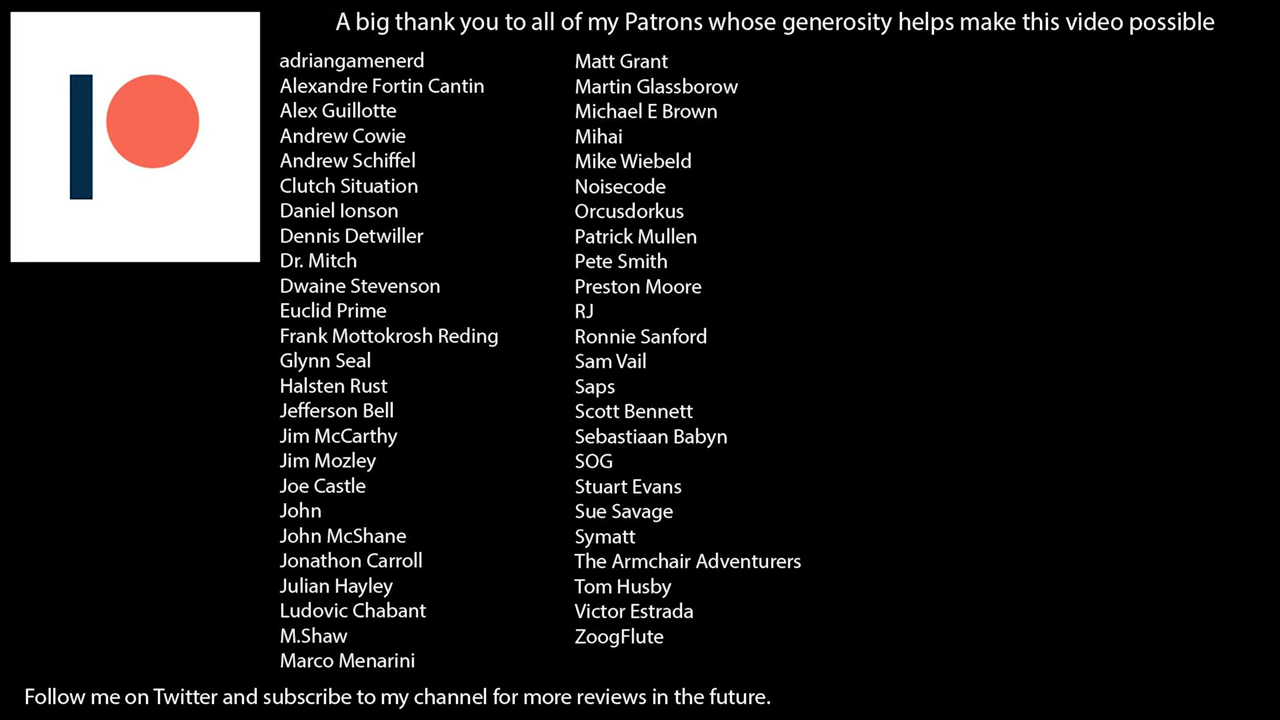 A big thank you to all of my Patrons whose generosity helps make this video possible
adriangamenerd
Alexandre Fortin Cantin
Alex Guillotte
Andrew Cowie
Andrew Schiffel
Clutch Situation
Daniel Ionson
Dennis Detwiller
Dr. Mitch
Dwaine Stevenson
Euclid Prime
Frank Mottokrosh Reding
Glynn Seal
Halsten Rust
Jefferson Bell
Jim McCarthy
Jim Mozley
Joe Castle
John
John McShane
Jonathon Carroll
Julian Hayley
Ludovic Chabant
M.Shaw
Marco Menarini
Matt Grant
Martin Glassborow
Michael E Brown
Mihai
Mike Wiebeld
Noisecode
Orcusdorkus
Patrick Mullen
Pete Smith
Preston Moore
RJ
Ronnie Sanford
Sam Vail
Saps
Scott Bennett
Sebastiaan Babyn
SOG
Stuart Evans
Sue Savage
Symatt
The Armchair Adventurers
Tom Husby
Victor Estrada
ZoogFlute
Follow me on Twitter and subscribe to my channel for more reviews in the future.